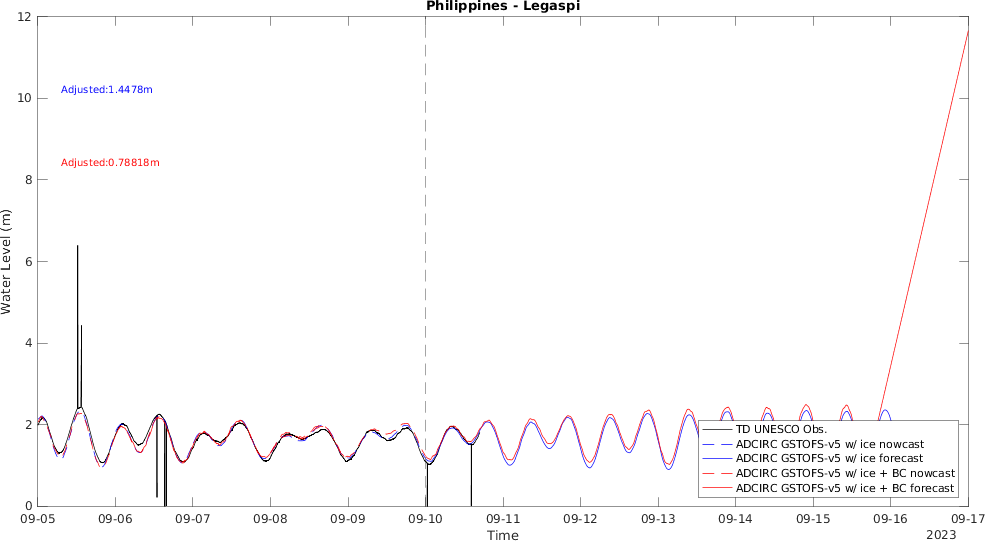 Philippines - Legaspi
12
10
8
6
4
2
0
Water Level (m)
Adjusted:1.4478m
Adjusted:0.78818m
TD UNESCO Obs.
ADCIRC GSTOFS-v5 w/ ice nowcast
ADCIRC GSTOFS-v5 w/ ice forecast
ADCIRC GSTOFS-v5 w/ ice + BC nowcast
ADCIRC GSTOFS-v5 w/ ice + BC forecast
09-05 09-06 09-07 09-08 09-09 09-10 09-11 09-12 09-13 09-14 09-15 09-16 09-17
Time
2023